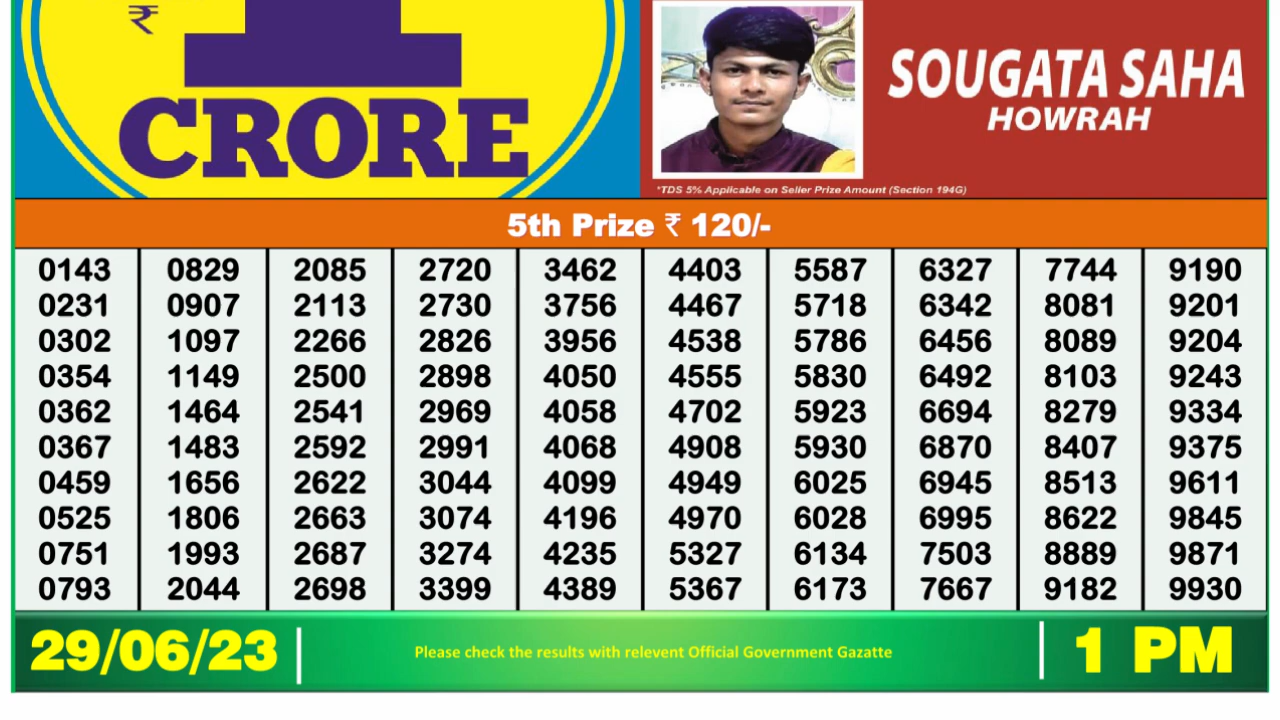 ₹
1
CRORE
SOUGATA SAHA
HOWRAH
*TDS 5% Applicable on Seller Prize Amount (Section 194G)
5th Prize ₹ 120/-
0143 0829 2085 2720 3462 4403 5587 6327 7744 9190
0231 0907 2113 2730 3756 4467 5718 6342 8081 9201
0302 1097 2266 2826 3956 4538 5786 6456 8089 9204
0354 1149 2500 2898 4050 4555 5830 6492 8103 9243
0362 1464 2541 2969 4058 4702 5923 6694 8279 9334
0367 1483 2592 2991 4068 4908 5930 6870 8407 9375
0459 1656 2622 3044 4099 4949 6025 6945 8513 9611
0525 1806 2663 3074 4196 4970 6028 6995 8622 9845
0751 1993 2687 3274 4235 5327 6134 7503 8889 9871
0793 2044 2698 3399 4389 5367 6173 7667 9182 9930
29/06/23 Please check the results with relevent Official Government Gazatte 1 PM